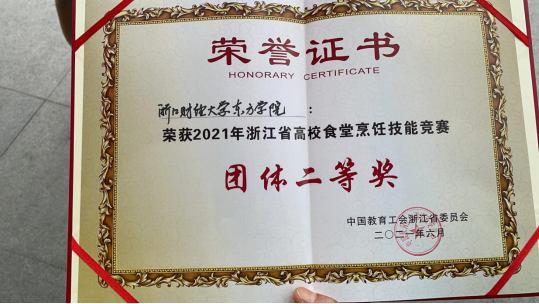 荣誉证书
HONORARY CERTIFICATE
浙江财经大学东方学院：
荣获2021年浙江省高校食堂烹饪技能竞赛
团体二等奖
中国教育工会浙江省委员会
二〇二一年六月